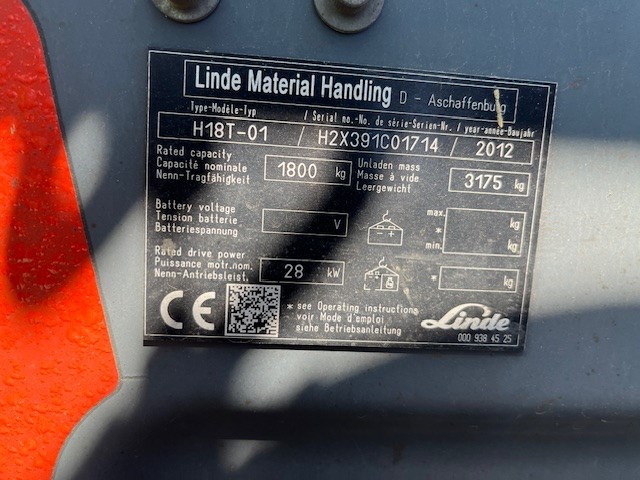 Linde Material Handling D - Aschaffenburg
Type-Modèle-Typ / Serial no.-No. de série-Serien-Nr. / year-année-Baujahr
H18T-01 / H2X391C01714 / 2012
Rated capacity
Capacité nominale
Nenn-Tragfähigkeit
1800 kg
Unladen mass
Masse à vide
Leergewicht
3175 kg
Battery voltage
Tension batterie
Batteriespannung
V
- +
max.
*
min.
kg
kg
Rated drive power
Puissance motr.nom.
Nenn-Antriebsleist.
28 kW
* kg
CE
* see Operating instructions
voir Mode d'emploi
siehe Betriebsanleitung
Linde
000 938 45 25